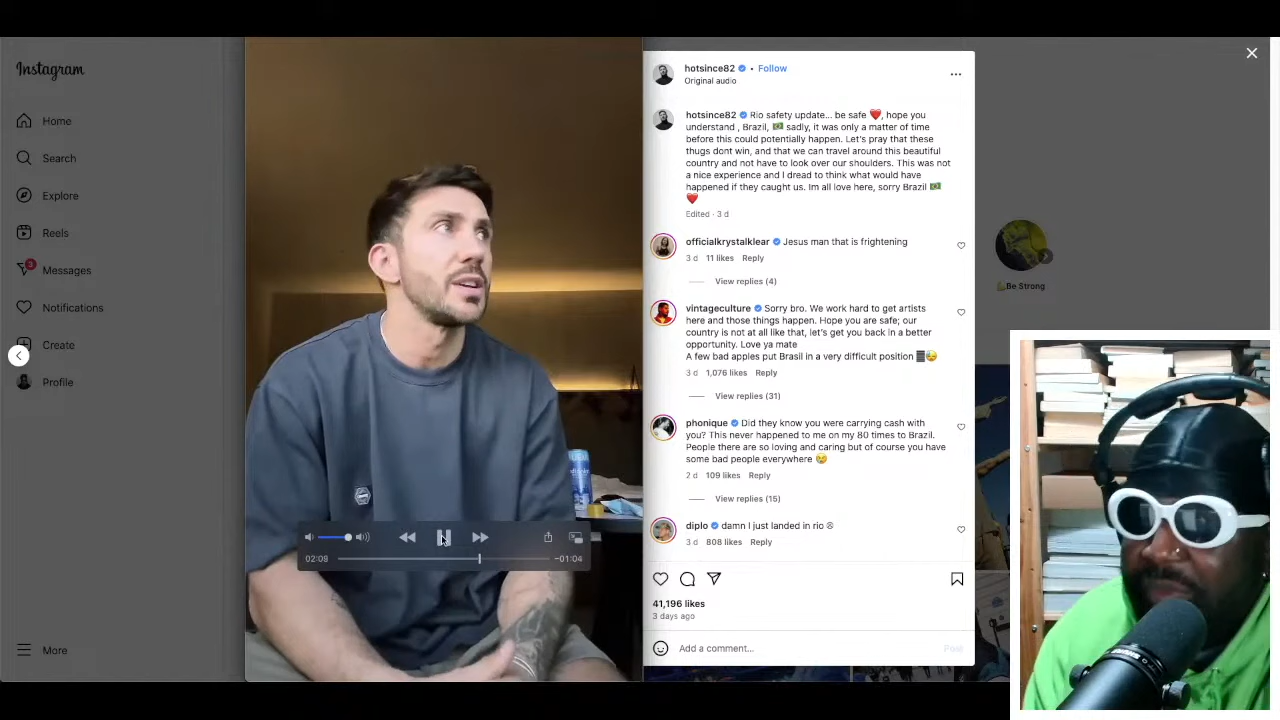 Instagram
Home
Search
Explore
Reels
3
Messages
Notifications
Create
Profile
More
02:09
−01:04
hotsince82 • Follow
Original audio
hotsince82 Rio safety update... be safe ❤️, hope you
understand , Brazil, 🇧🇷 sadly, it was only a matter of time
before this could potentially happen. Let's pray that these
thugs dont win, and that we can travel around this beautiful
country and not have to look over our shoulders. This was not
a nice experience and I dread to think what would have
happened if they caught us. Im all love here, sorry Brazil 🇧🇷
❤️
Edited · 3 d
officialkrystalklear Jesus man that is frightening
3 d 11 likes Reply
View replies (4)
vintageculture Sorry bro. We work hard to get artists
here and those things happen. Hope you are safe; our
country is not at all like that, let's get you back in a better
opportunity. Love ya mate
A few bad apples put Brasil in a very difficult position
3 d 1,076 likes Reply
View replies (31)
phonique Did they know you were carrying cash with
you? This never happened to me on my 80 times to Brazil.
People there are so loving and caring but of course you have
some bad people everywhere 😢
2 d 109 likes Reply
View replies (15)
diplo damn I just landed in rio ☹
3 d 808 likes Reply
41,196 likes
3 days ago
Add a comment...
Post
💪Be Strong